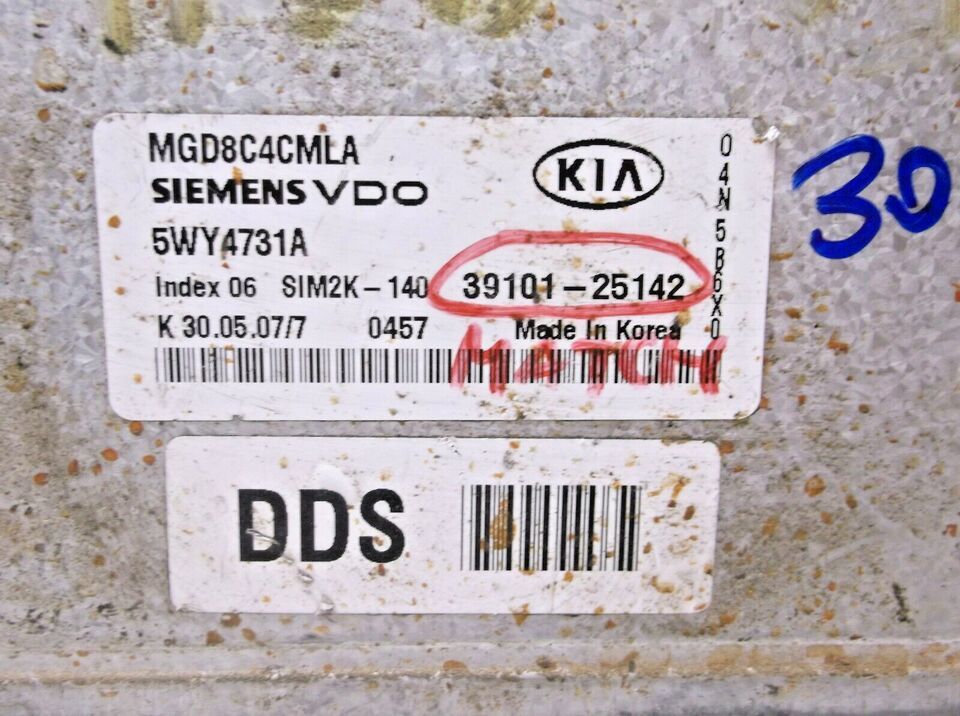 MGD8C4CMLA
SIEMENS VDO
KIA
5WY4731A
Index 06 SIM2K-140 39101-25142
K 30.05.07/7 0457 Made In Korea
MATCH
04N5B6X0
30
DDS